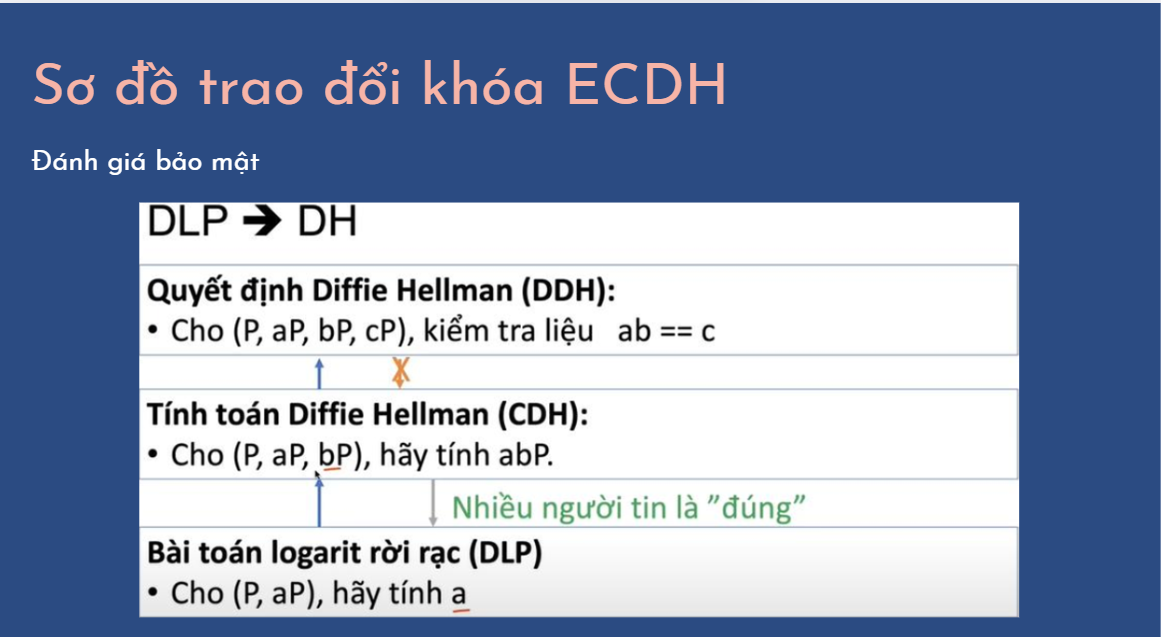 Sơ đồ trao đổi khóa ECDH
Đánh giá bảo mật
DLP ➔ DH
Quyết định Diffie Hellman (DDH):
• Cho (P, aP, bP, cP), kiểm tra liệu ab == c
Tính toán Diffie Hellman (CDH):
• Cho (P, aP, bP), hãy tính abP.
Nhiều người tin là ”đúng”
Bài toán logarit rời rạc (DLP)
• Cho (P, aP), hãy tính a